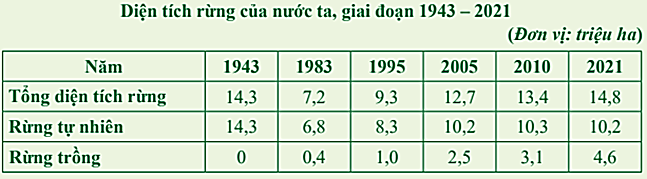 Diện tích rừng của nước ta, giai đoạn 1943 – 2021
(Đơn vị: triệu ha)
Năm 1943 1983 1995 2005 2010 2021
Tổng diện tích rừng 14,3 7,2 9,3 12,7 13,4 14,8
Rừng tự nhiên 14,3 6,8 8,3 10,2 10,3 10,2
Rừng trồng 0 0,4 1,0 2,5 3,1 4,6